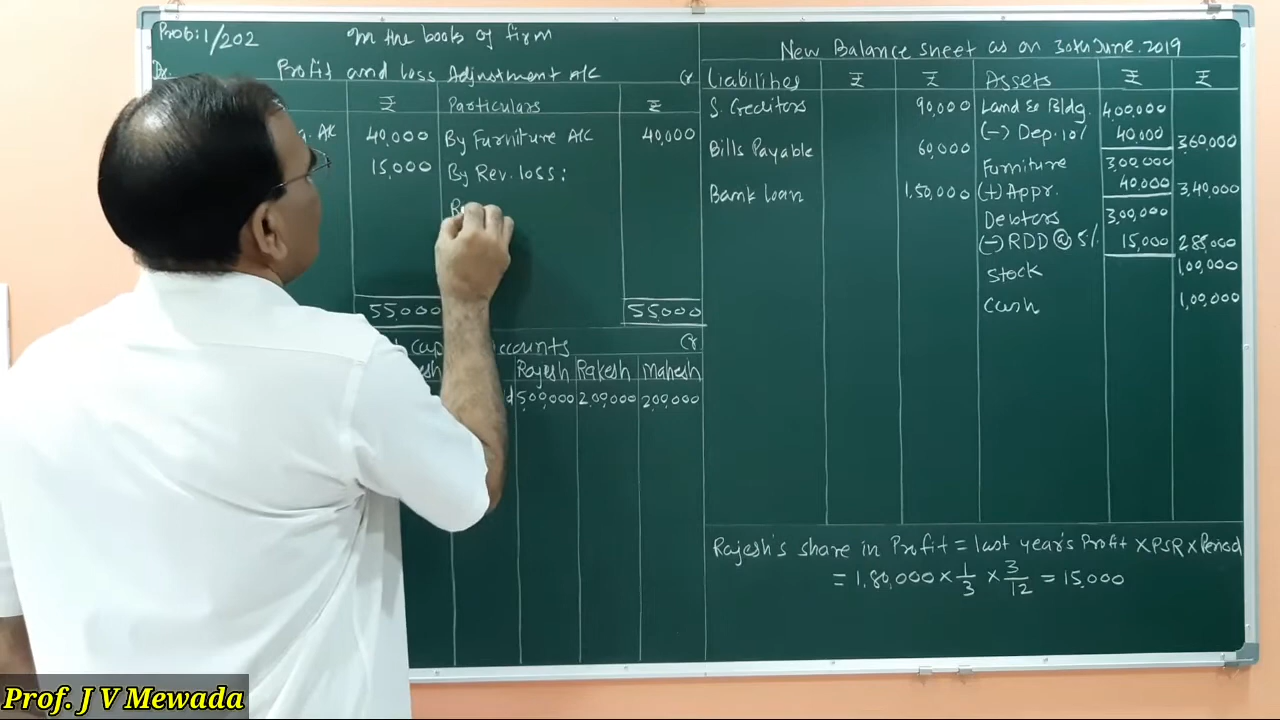 Prob: 1/202 In the books of firm
Dr. Profit and loss Adjustment A/c Cr
₹ Particulars ₹
A/c 40,000 By Furniture A/c 40,000
15,000 By Rev. loss:
55,000 55,000
accounts Cr
Rajesh Rakesh Mahesh
5,00,000 2,00,000 2,00,000
New Balance sheet as on 30th June. 2019
Liabilites ₹ ₹ Assets ₹ ₹
S. Creditors 90,000 Land & Bldg. 4,00,000
(-) Dep. 10% 40,000 3,60,000
Bills Payable 60,000 Furniture 3,00,000
Bank loan 1,50,000 (+) Appr. 40,000 3,40,000
Debtors 3,00,000
(-) RDD @ 5% 15,000 2,85,000
Stock 1,00,000
Cash 1,00,000
Rajesh's share in Profit = last year's Profit × PSR × Period
= 1,80,000 × 1/3 × 3/12 = 15,000
Prof. J V Mewada